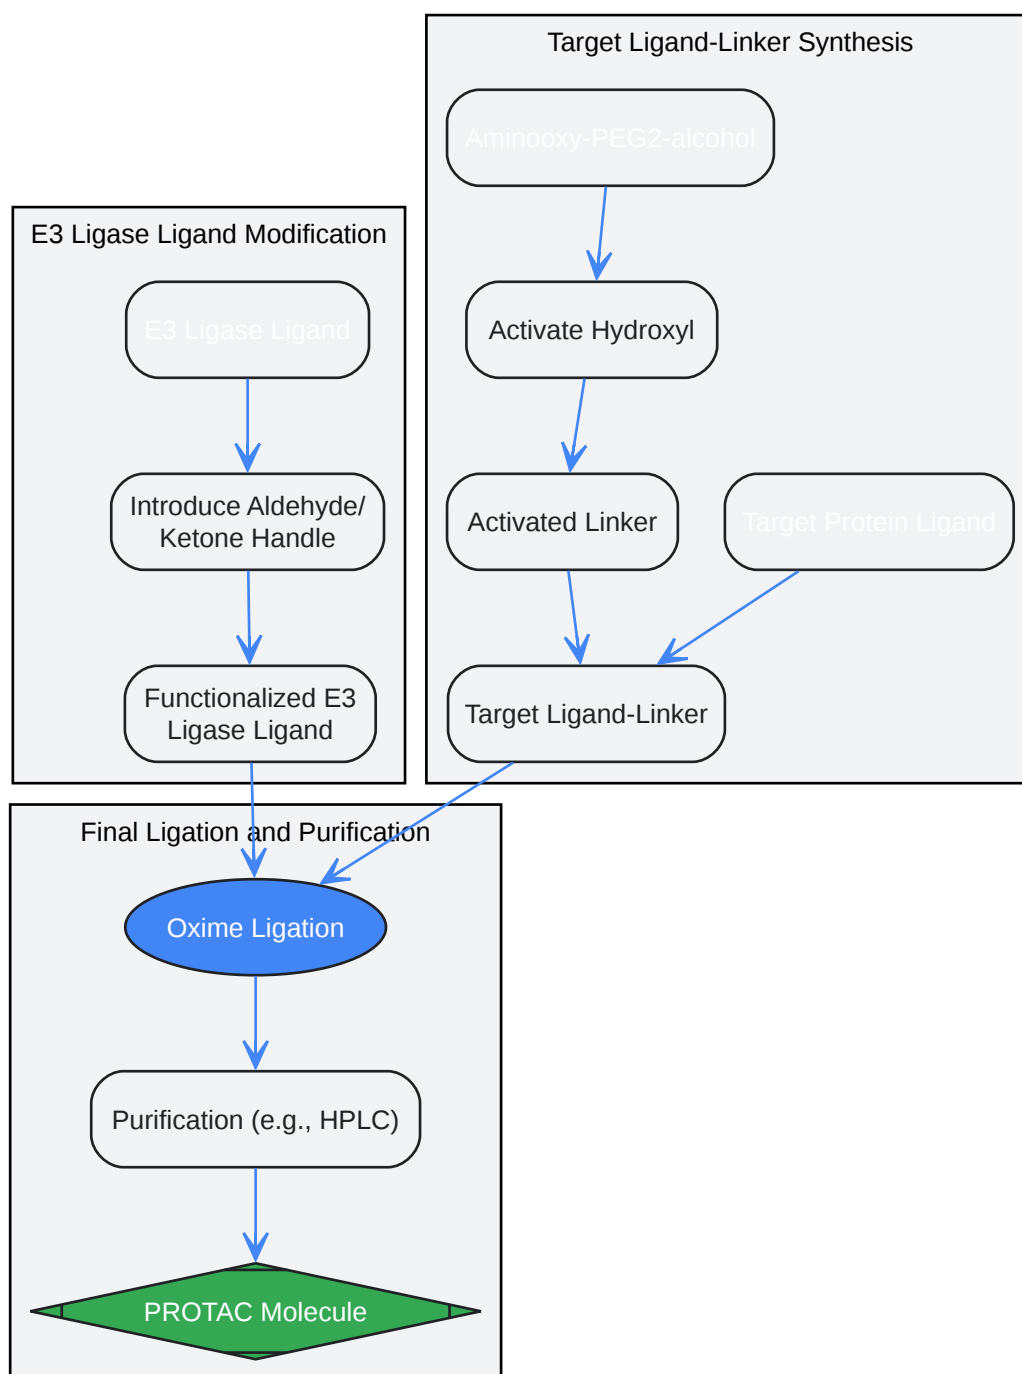 Target Ligand-Linker Synthesis
Aminooxy-PEG2-alcohol
Activate Hydroxyl
Activated Linker
Target Protein Ligand
Target Ligand-Linker
E3 Ligase Ligand Modification
E3 Ligase Ligand
Introduce Aldehyde/
Ketone Handle
Functionalized E3
Ligase Ligand
Final Ligation and Purification
Oxime Ligation
Purification (e.g., HPLC)
PROTAC Molecule